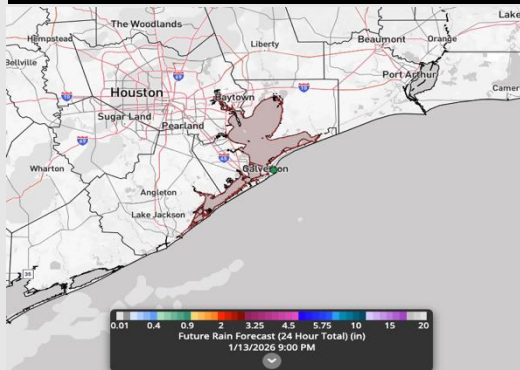 Lake
The Woodlands
Hempstead
Liberty
Beaumont
Orange
Bellville
Port Arthur
Houston
Baytown
Camer
Sugar Land
Pearland
Galveston
Wharton
Angleton
Lake Jackson
35
0.01 0.4 0.9 2 3.25 4.5 5.75 10 15 20
Future Rain Forecast (24 Hour Total) (in)
1/13/2026 9:00 PM